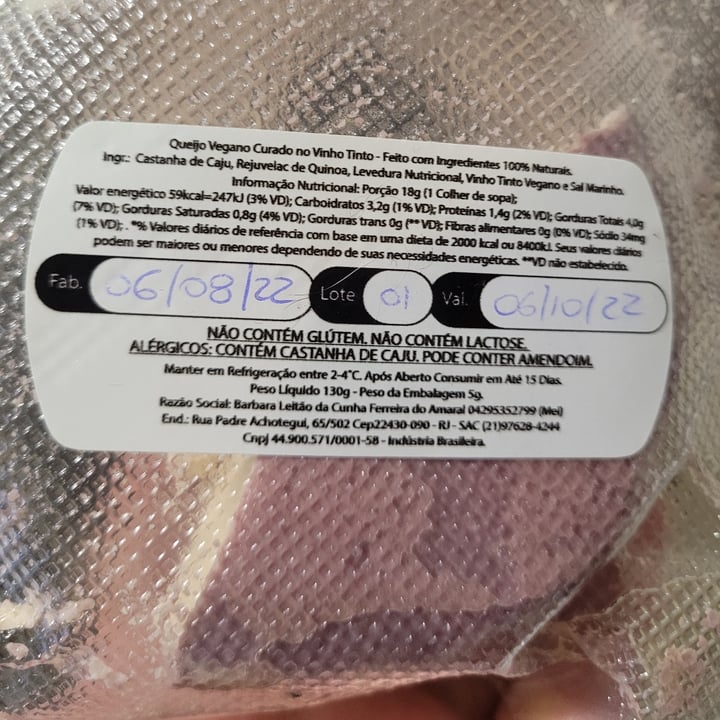 Queijo Vegano Curado no Vinho Tinto - Feito com Ingredientes 100% Naturais.
Ingr.: Castanha de Caju, Rejuvelac de Quinoa, Levedura Nutricional, Vinho Tinto Vegano e Sal Marinho.
Informação Nutricional: Porção 18g (1 Colher de sopa);
Valor energético 59kcal=247kJ (3% VD); Carboidratos 3,2g (1% VD); Proteínas 1,4g (2% VD); Gorduras Totais 4,0g
(7% VD); Gorduras Saturadas 0,8g (4% VD); Gorduras trans 0g (** VD); Fibras alimentares 0g (0% VD); Sódio 34mg
(1% VD); . *% Valores diários de referência com base em uma dieta de 2000 kcal ou 8400kJ. Seus valores diários
podem ser maiores ou menores dependendo de suas necessidades energéticas. **VD não estabelecido.
Fab. 06/08/22 Lote 01 Val. 06/10/22
NÃO CONTÉM GLÚTEM. NÃO CONTÉM LACTOSE.
ALÉRGICOS: CONTÉM CASTANHA DE CAJU. PODE CONTER AMENDOIM.
Manter em Refrigeração entre 2-4°C. Após Aberto Consumir em Até 15 Dias.
Peso Líquido 130g - Peso da Embalagem 5g.
Razão Social: Barbara Leitão da Cunha Ferreira do Amaral 04295352799 (Mei)
End.: Rua Padre Achotegui, 65/502 Cep22430-090 - RJ - SAC (21)97628-4244
Cnpj 44.900.571/0001-58 - Indústria Brasileira.